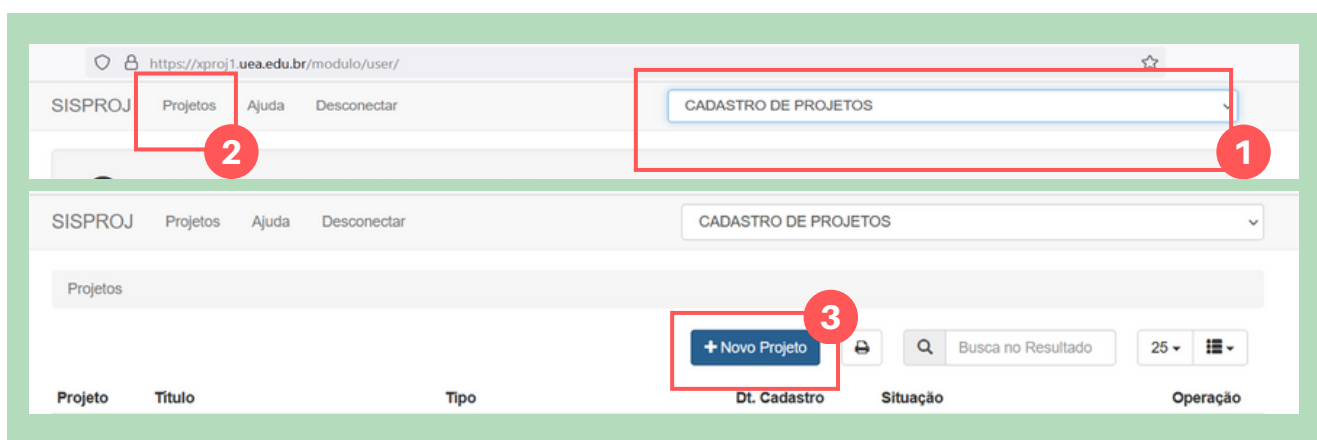 https://xproj1.uea.edu.br/modulo/user/
SISPROJ Projetos Ajuda Desconectar CADASTRO DE PROJETOS
2 1
SISPROJ Projetos Ajuda Desconectar CADASTRO DE PROJETOS
Projetos
3
+ Novo Projeto Busca no Resultado 25
Projeto Título Tipo Dt. Cadastro Situação Operação